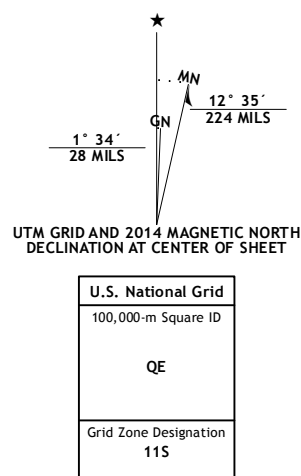 ★
MN
GN
12° 35´
224 MILS
1° 34´
28 MILS
UTM GRID AND 2014 MAGNETIC NORTH
DECLINATION AT CENTER OF SHEET
U.S. National Grid
100,000-m Square ID
QE
Grid Zone Designation
11S